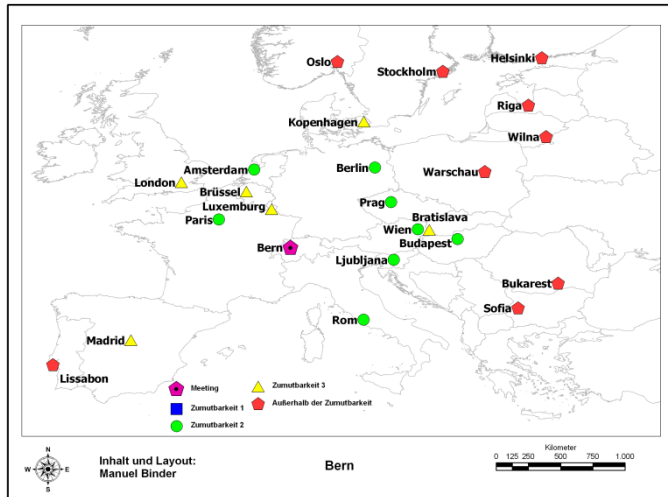 Oslo
Helsinki
Stockholm
Riga
Kopenhagen
Wilna
Amsterdam
Berlin
Warschau
London
Brüssel
Luxemburg
Prag
Paris
Bratislava
Wien
Budapest
Bern
Ljubljana
Bukarest
Sofia
Rom
Madrid
Lissabon
Meeting
Zumutbarkeit 3
Zumutbarkeit 1
Außerhalb der Zumutbarkeit
Zumutbarkeit 2
N
W E
S
Inhalt und Layout:
Manuel Binder
Bern
Kilometer
0 125 250 500 750 1.000